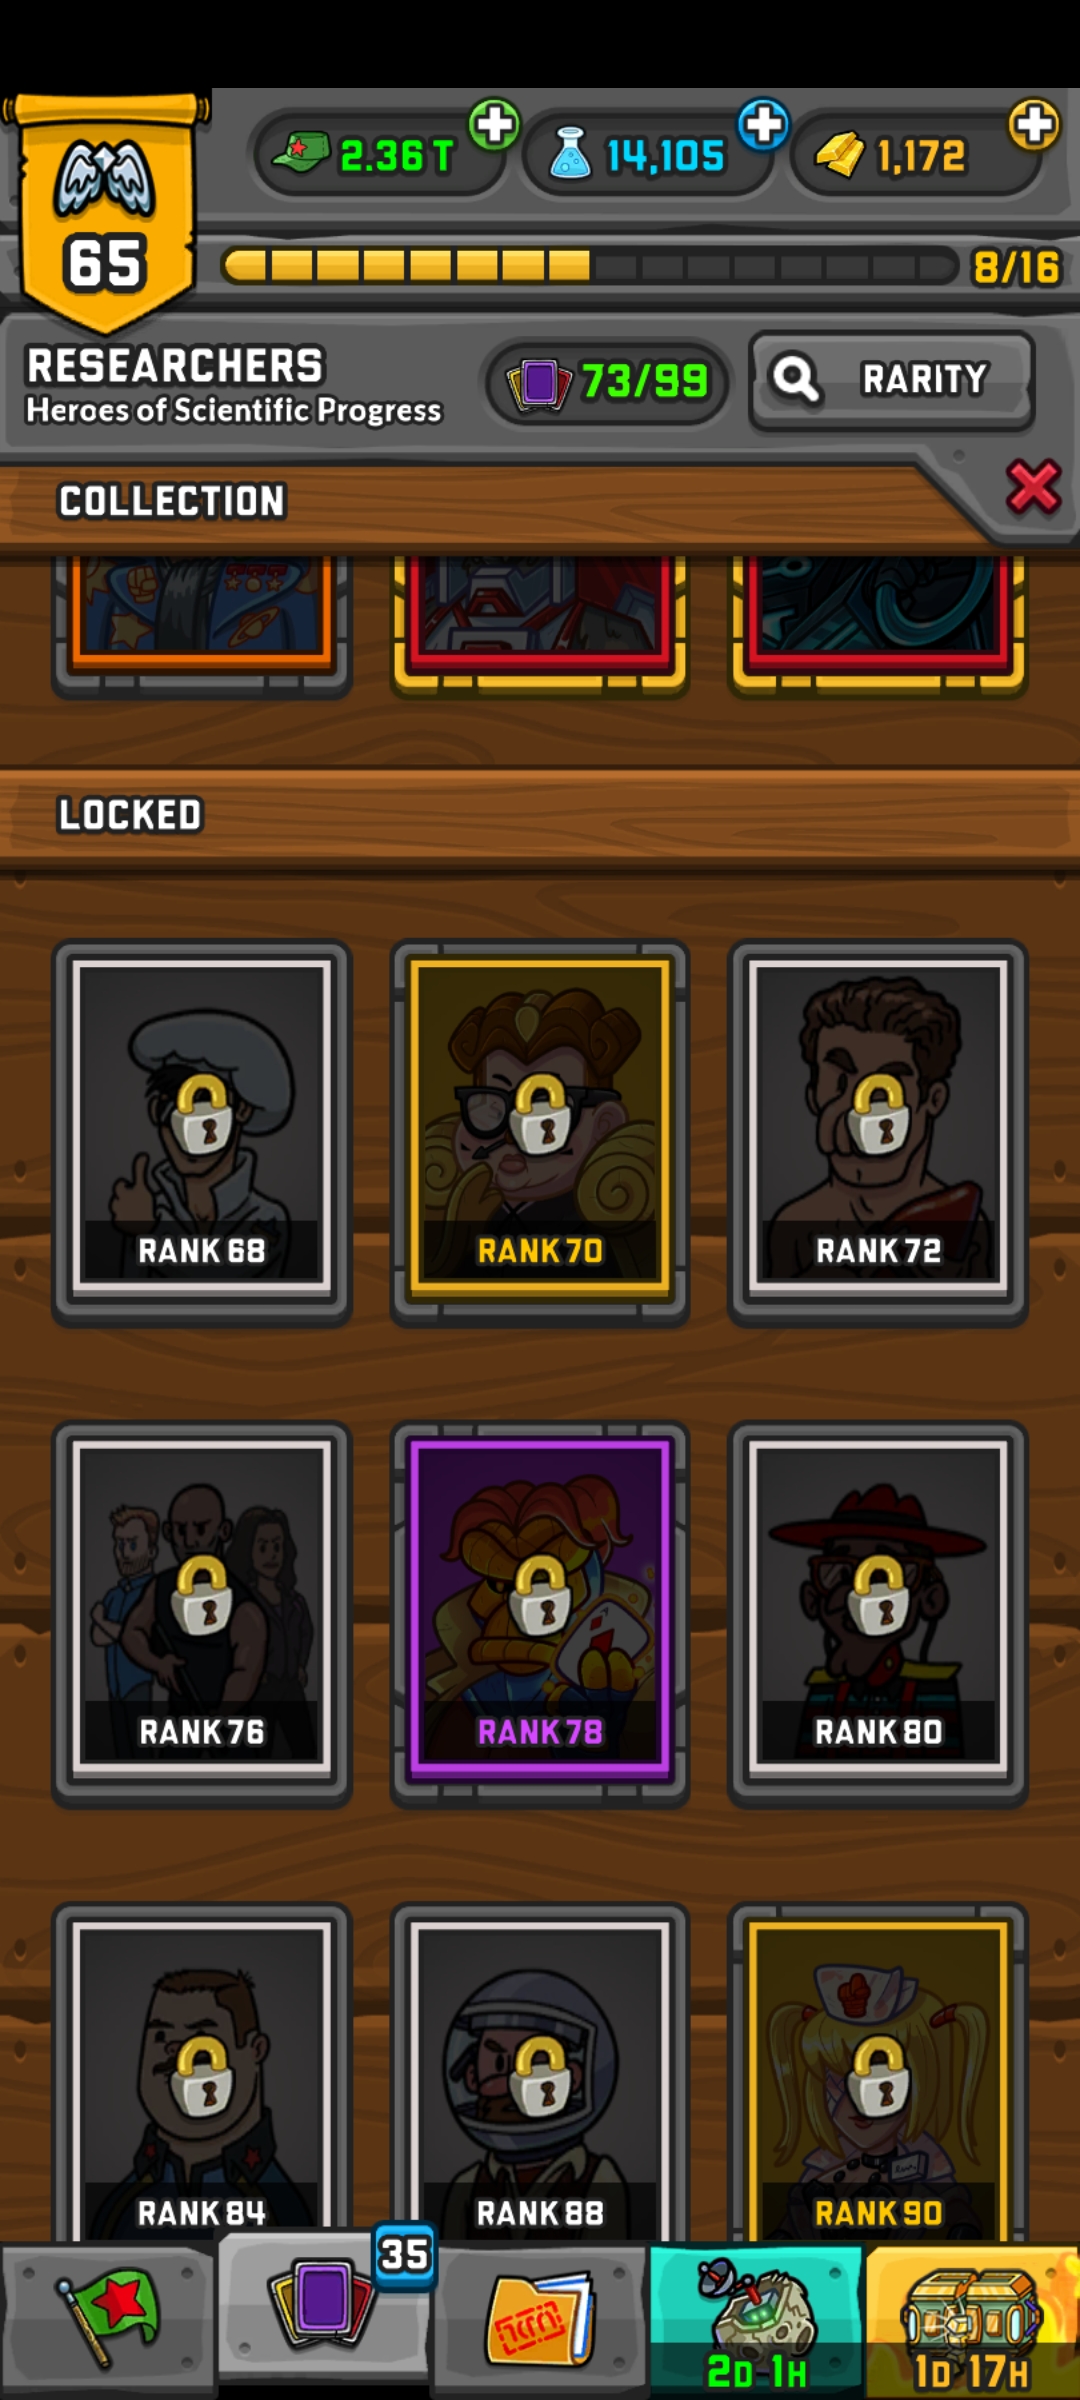 2.36 T
14,105
1,172
65
8/16
RESEARCHERS
Heroes of Scientific Progress
73/99
RARITY
COLLECTION
LOCKED
RANK 68
RANK 70
RANK 72
RANK 76
RANK 78
RANK 80
RANK 84
RANK 88
RANK 90
35
2D 1H
1D 17H